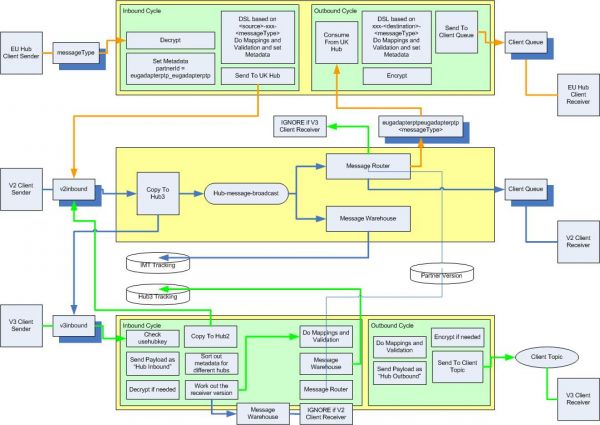 Inbound Cycle
Outbound Cycle
EU Hub
Client Sender
messageType
Decrypt
DSL based on
<source>-xxx-
<messageType>
Do Mappings and
Validation and set
Metadata
Set Metadata
partnerId =
eugadapterptp_eugadapterptp
Send To UK Hub
Consume
From UK
Hub
DSL based on
xxx-<destination>-
<messageType>
Do Mappings and
Validation and set
Metadata
Encrypt
Send To
Client Queue
Client Queue
EU Hub
Client
Receiver
IGNORE if V3
Client Receiver
eugadapterptpeugadapterptp
<messageType>
V2 Client
Sender
v2inbound
Copy To
Hub3
Hub-message-broadcast
Message Router
Message Warehouse
Client Queue
V2 Client
Receiver
IMT Tracking
Hub3 Tracking
Partner Version
V3 Client
Sender
v3inbound
Inbound Cycle
Check
usehubkey
Send Payload as
"Hub Inbound"
Decrypt if needed
Copy To Hub2
Sort out
metadata for
different hubs
Work out the
receiver version
Do Mappings and
Validation
Message
Warehouse
Message Router
Outbound Cycle
Do Mappings and
Validation
Send Payload as
"Hub Outbound"
Encrypt if needed
Send To Client
Topic
Client Topic
V3 Client
Receiver
Message
Warehouse
IGNORE if V2
Client Receiver